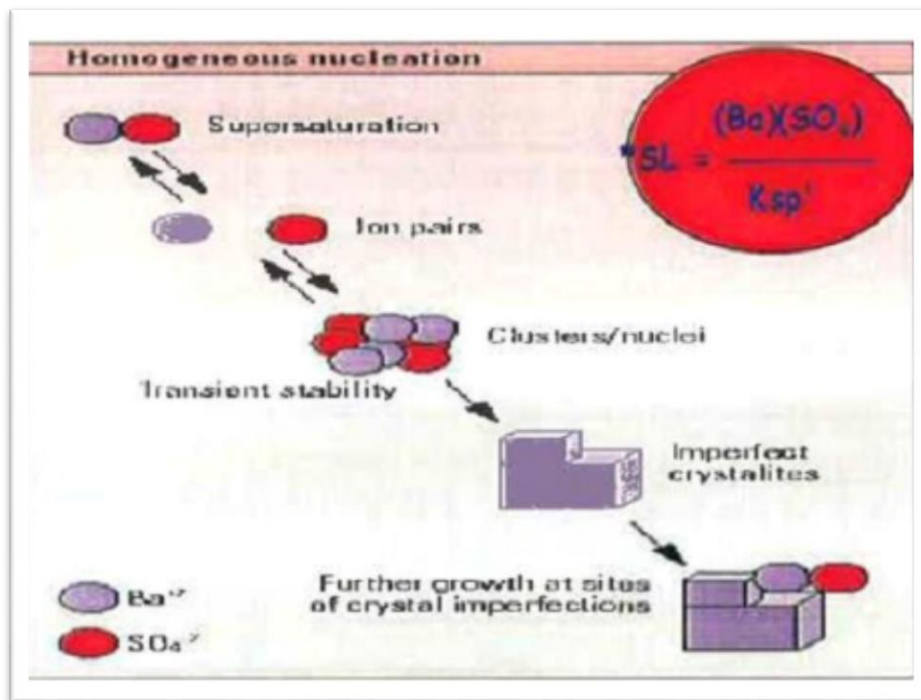 Homogeneous nucleation
Supersaturation
*SL = (Ba)(SO₄) / Ksp'
Ion pairs
Clusters/nuclei
Transient stability
Imperfect
crystalites
Further growth at sites
of crystal imperfections
Ba⁺²
SO₄⁻²